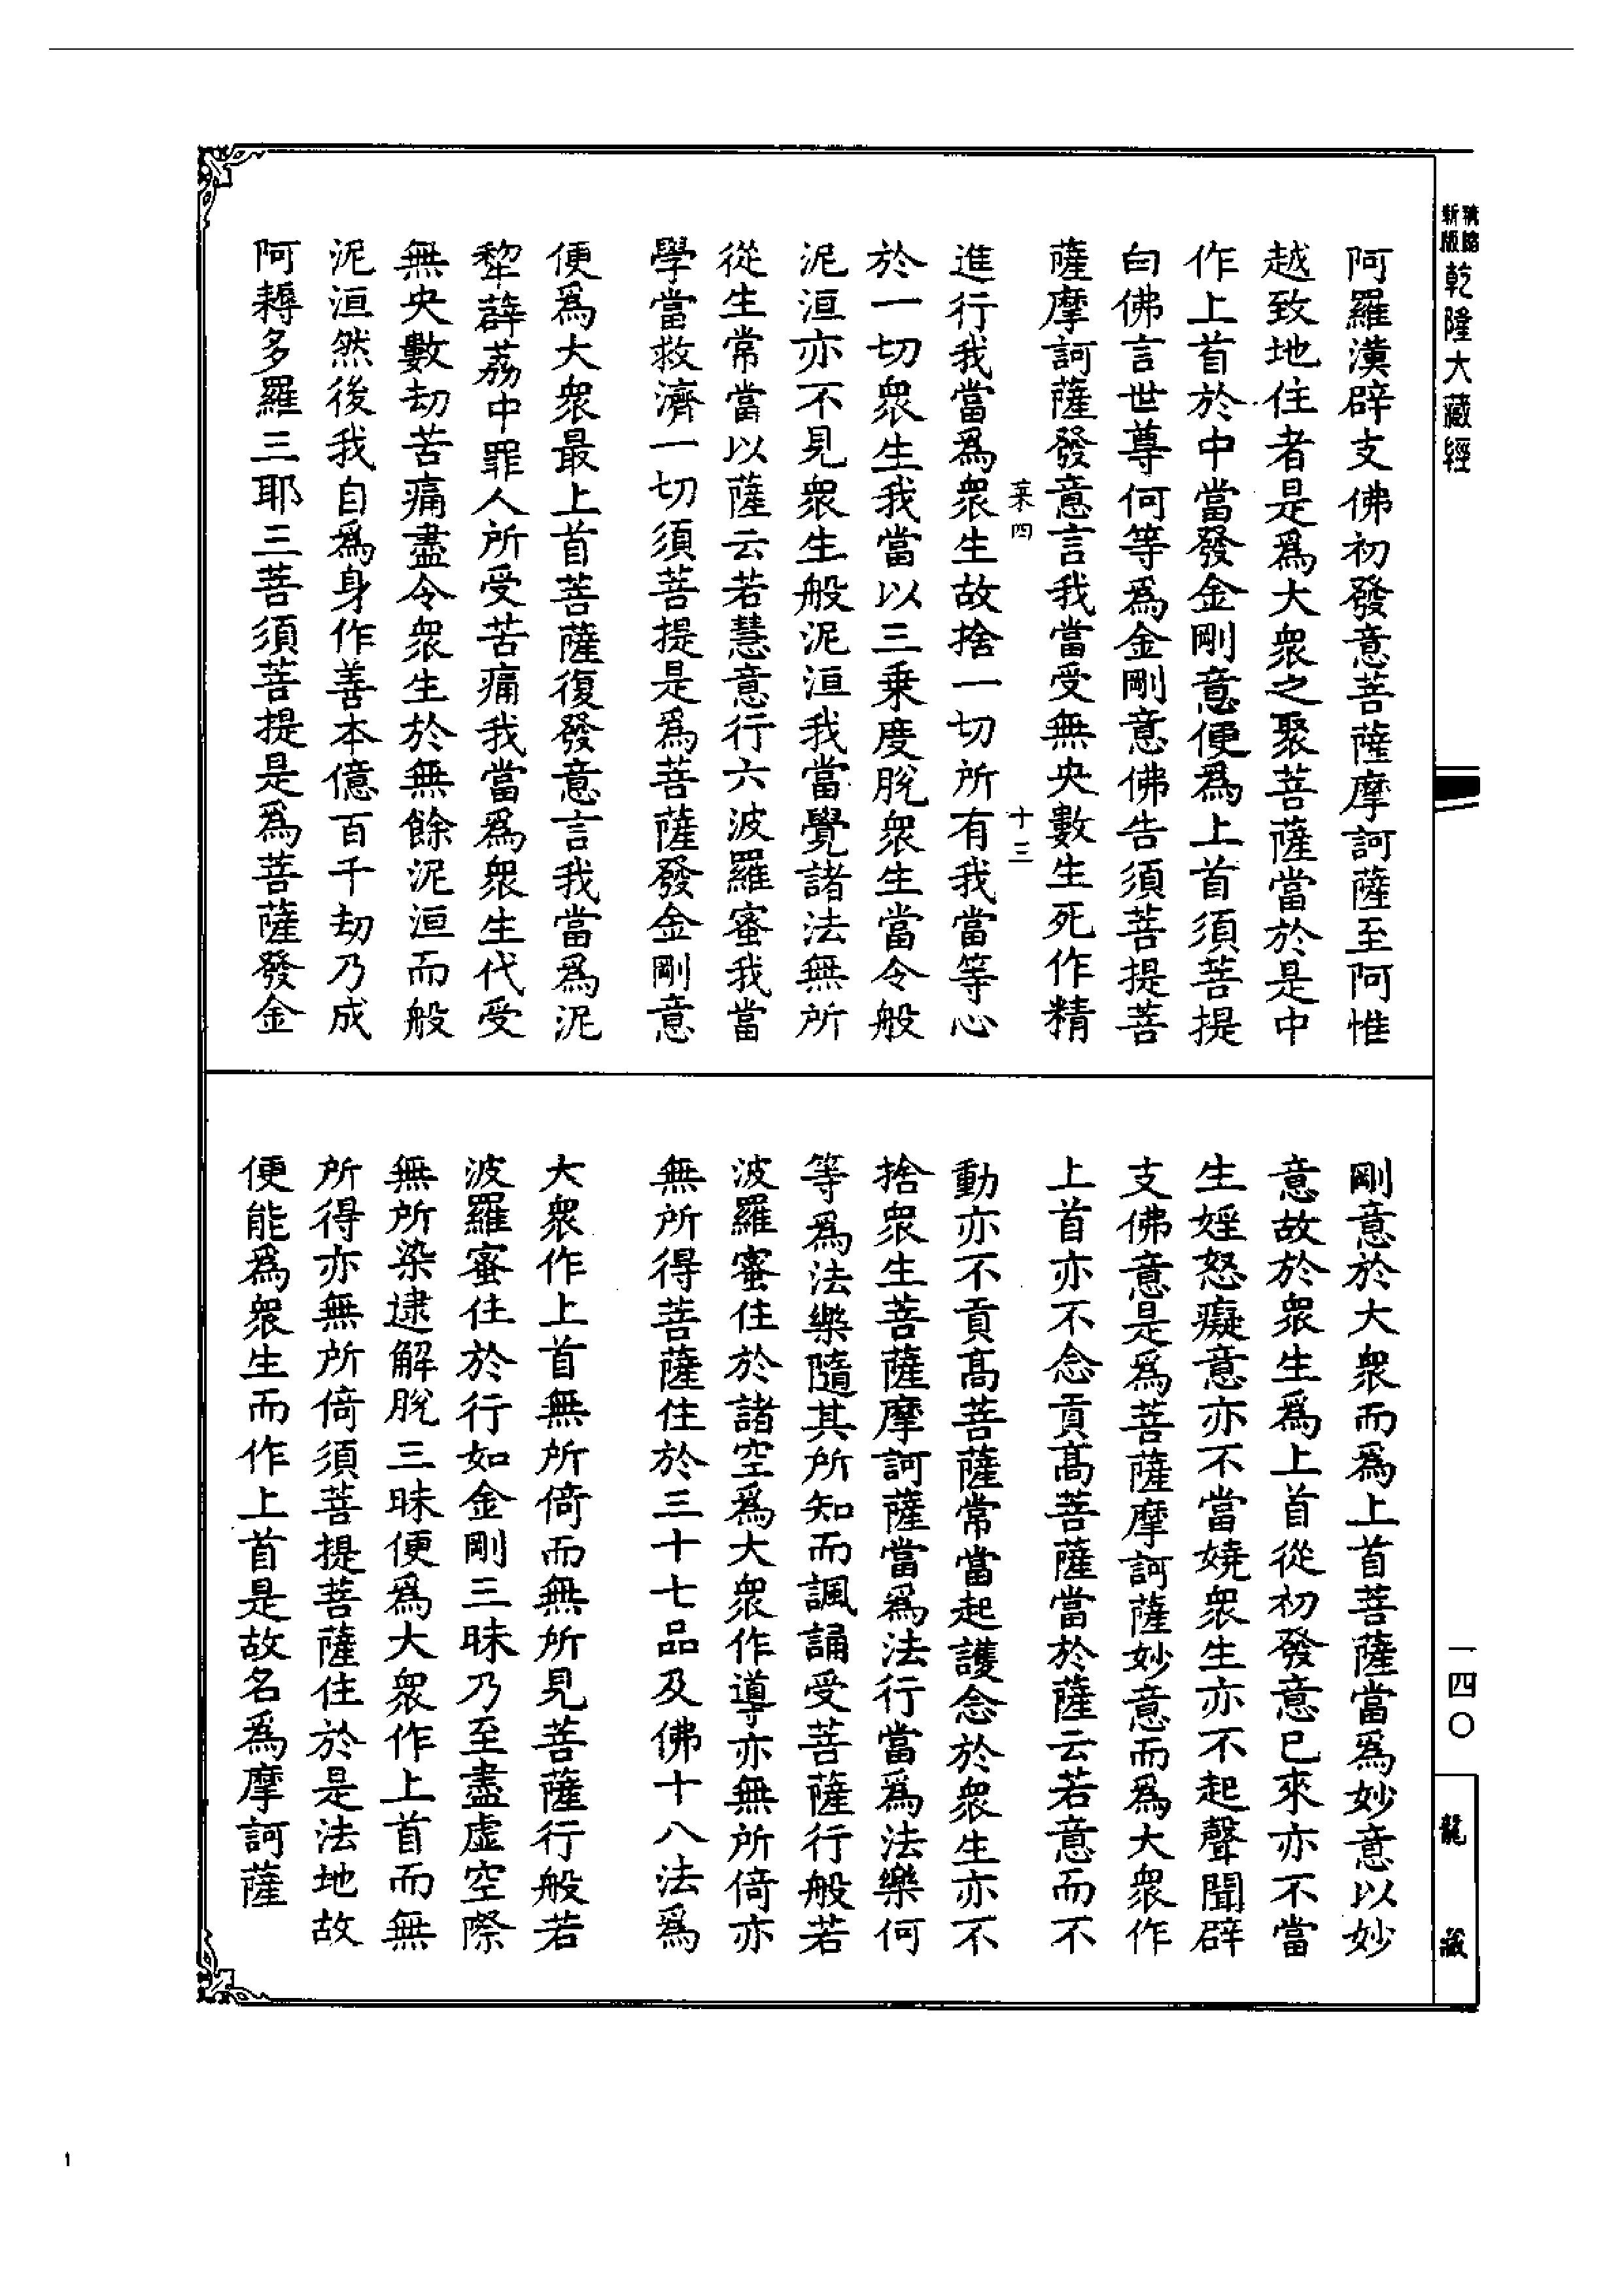 新版
乾隆大藏經
一四〇
龍藏
阿羅漢辟支佛初發意菩薩摩訶薩至阿惟
越致地住者是爲大衆之聚菩薩當於是中
作上首於中當發金剛意便爲上首須菩提
白佛言世尊何等爲金剛意佛告須菩提菩
薩摩訶薩發意言我當受無央數生死作精
四 十三
進行我當爲衆生故捨一切所有我當等心
於一切衆生我當以三乘度脫衆生當令般
泥洹亦不見衆生般泥洹我當覺諸法無所
從生常當以薩云若慧意行六波羅蜜我當
學當救濟一切須菩提是爲菩薩發金剛意
便爲大衆最上首菩薩復發意言我當爲泥
犂薜荔中罪人所受苦痛我當爲衆生代受
無央數劫苦痛盡令衆生於無餘泥洹而般
泥洹然後我自爲身作善本億百千劫乃成
阿耨多羅三耶三菩須菩提是爲菩薩發金
剛意於大衆而爲上首菩薩當爲妙意以妙
意故於衆生爲上首從初發意已來亦不當
生婬怒癡意亦不當嬈衆生亦不起聲聞辟
支佛意是爲菩薩摩訶薩妙意而爲大衆作
上首亦不念貢高菩薩當於薩云若意而不
動亦不貢高菩薩常當起護念於衆生亦不
捨衆生菩薩摩訶薩當爲法行當爲法樂何
等爲法樂隨其所知而諷誦受菩薩行般若
波羅蜜住於諸空爲大衆作導亦無所倚亦
無所得菩薩住於三十七品及佛十八法爲
大衆作上首無所倚而無所見菩薩行般若
波羅蜜住於行如金剛三昧乃至盡虛空際
無所染逮解脫三昧便爲大衆作上首而無
所得亦無所倚須菩提菩薩住於是法地故
便能爲衆生而作上首是故名爲摩訶薩
1